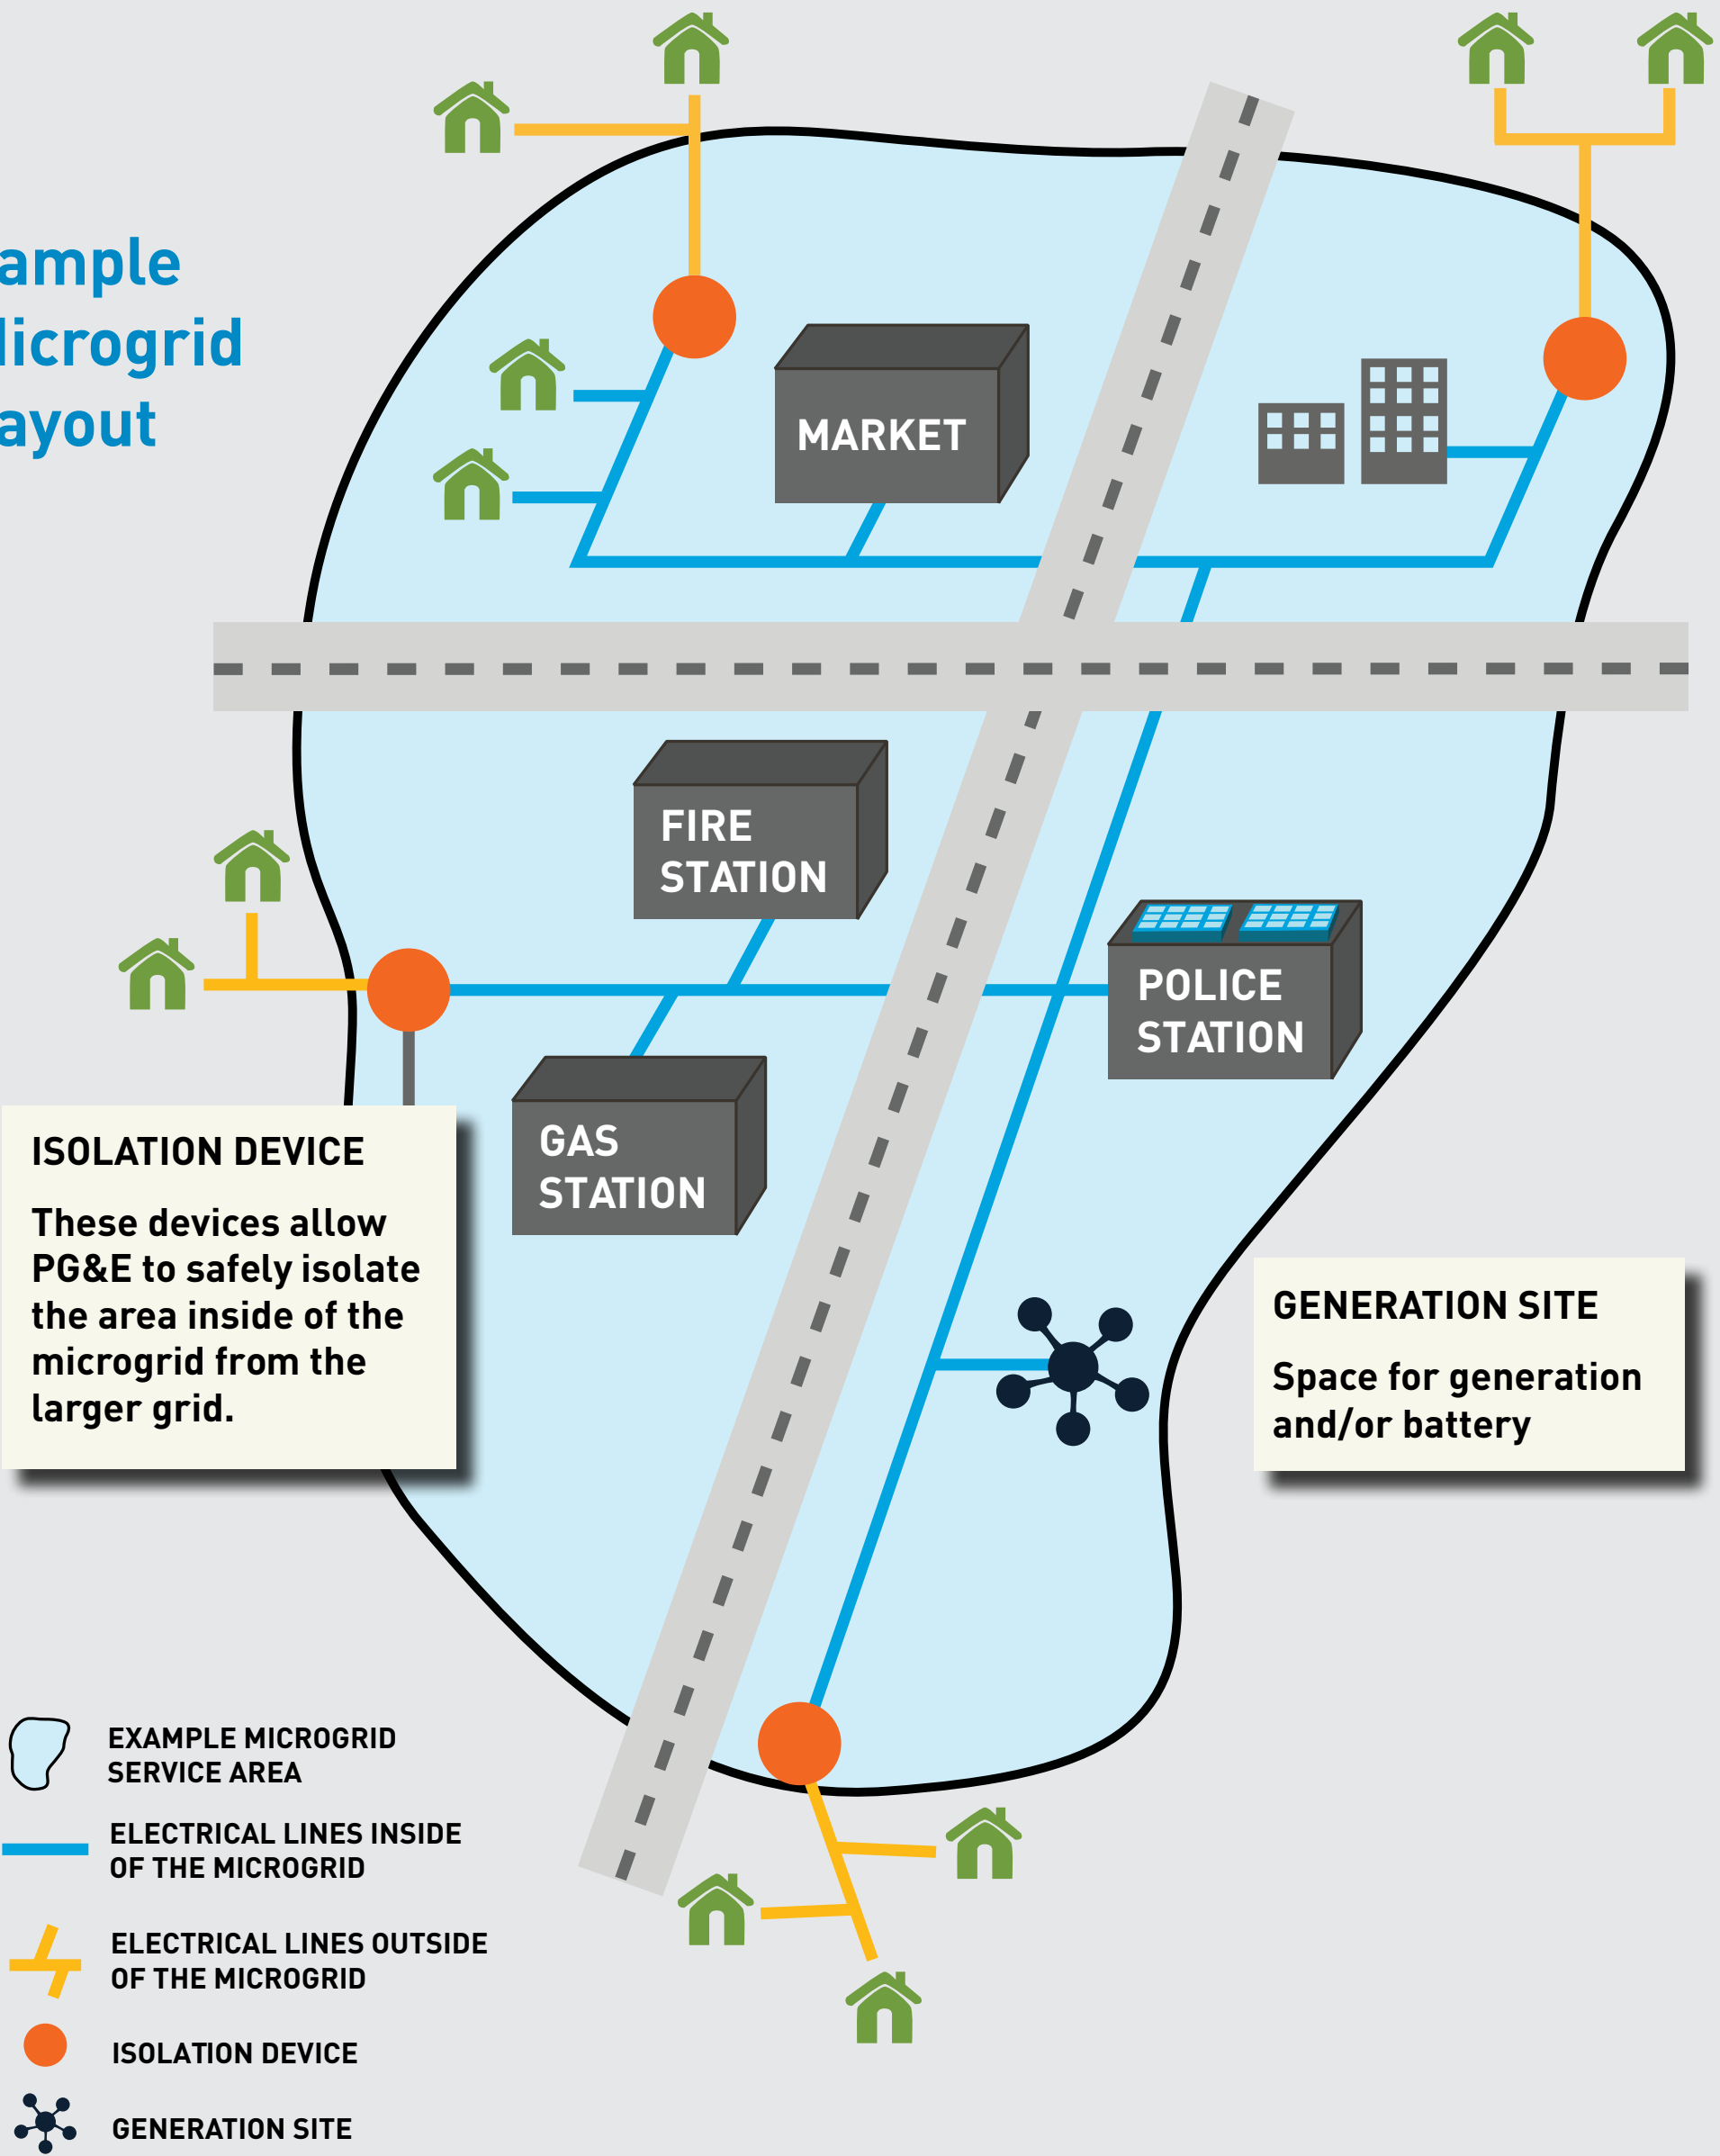 ample
icrogrid
ayout
MARKET
FIRE
STATION
POLICE
STATION
GAS
STATION
ISOLATION DEVICE
These devices allow
PG&E to safely isolate
the area inside of the
microgrid from the
larger grid.
GENERATION SITE
Space for generation
and/or battery
EXAMPLE MICROGRID
SERVICE AREA
ELECTRICAL LINES INSIDE
OF THE MICROGRID
ELECTRICAL LINES OUTSIDE
OF THE MICROGRID
ISOLATION DEVICE
GENERATION SITE